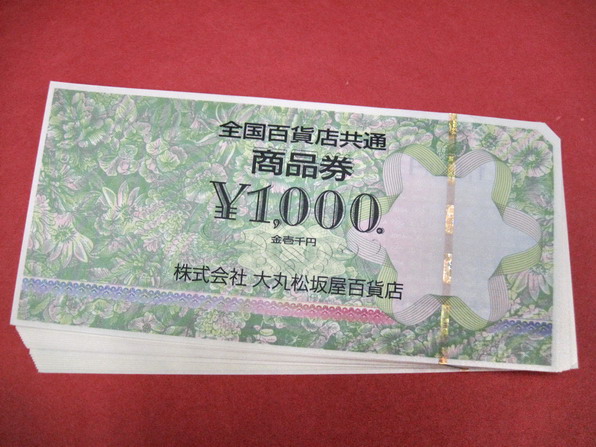 全国百貨店共通
商品券
¥1,000.
金壱千円
株式会社 大丸松坂屋百貨店